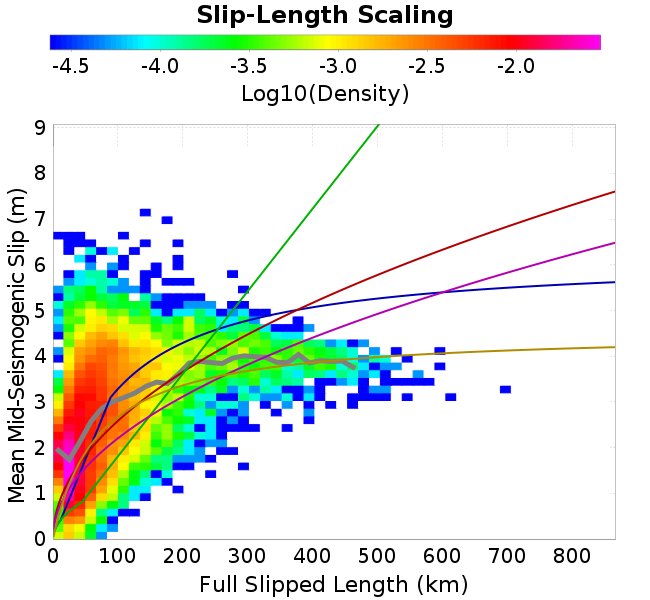 Slip-Length Scaling
-4.5 -4.0 -3.5 -3.0 -2.5 -2.0
Log10(Density)
Mean Mid-Seismogenic Slip (m)
9
8
7
6
5
4
3
2
1
0
0 100 200 300 400 500 600 700 800
Full Slipped Length (km)